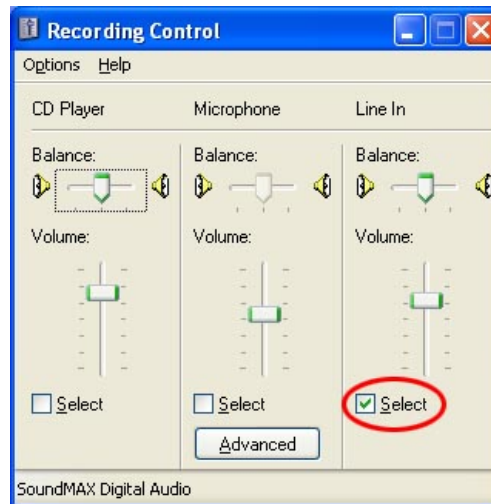 Recording Control
Options Help
CD Player Microphone Line In
Balance: Balance: Balance:
Volume: Volume: Volume:
Select Select Select
Advanced
SoundMAX Digital Audio